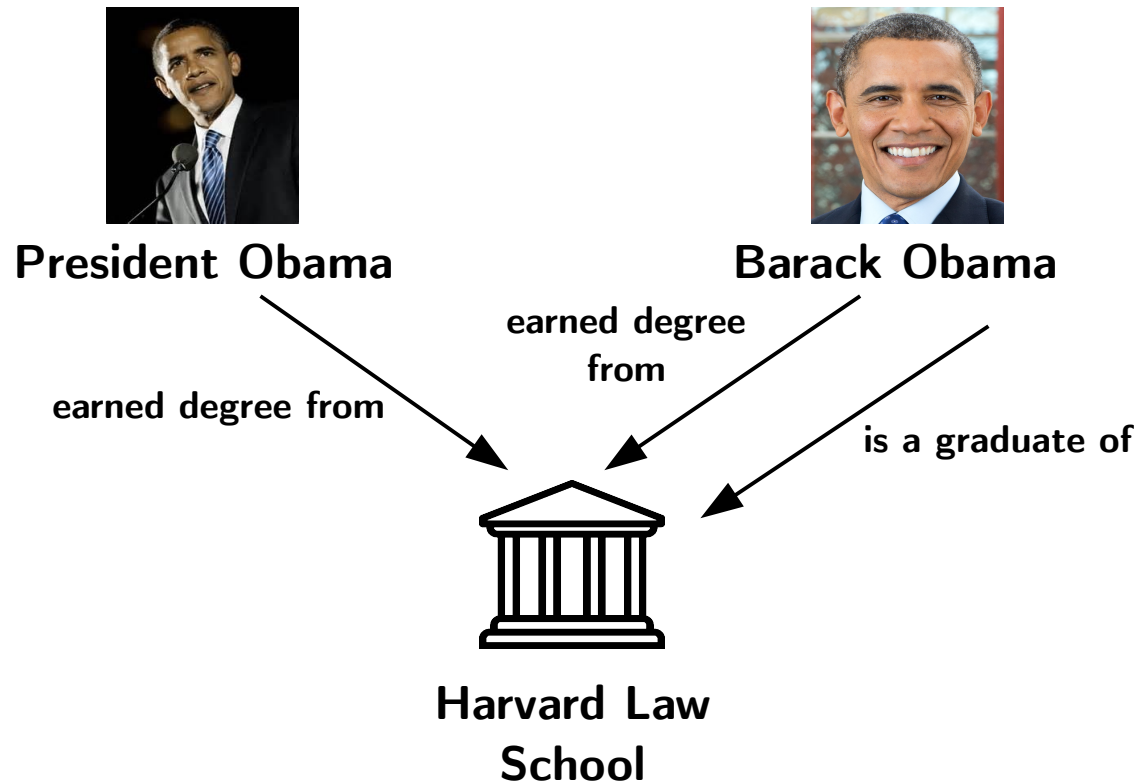 President Obama
Barack Obama
earned degree
from
earned degree from
is a graduate of
Harvard Law
School